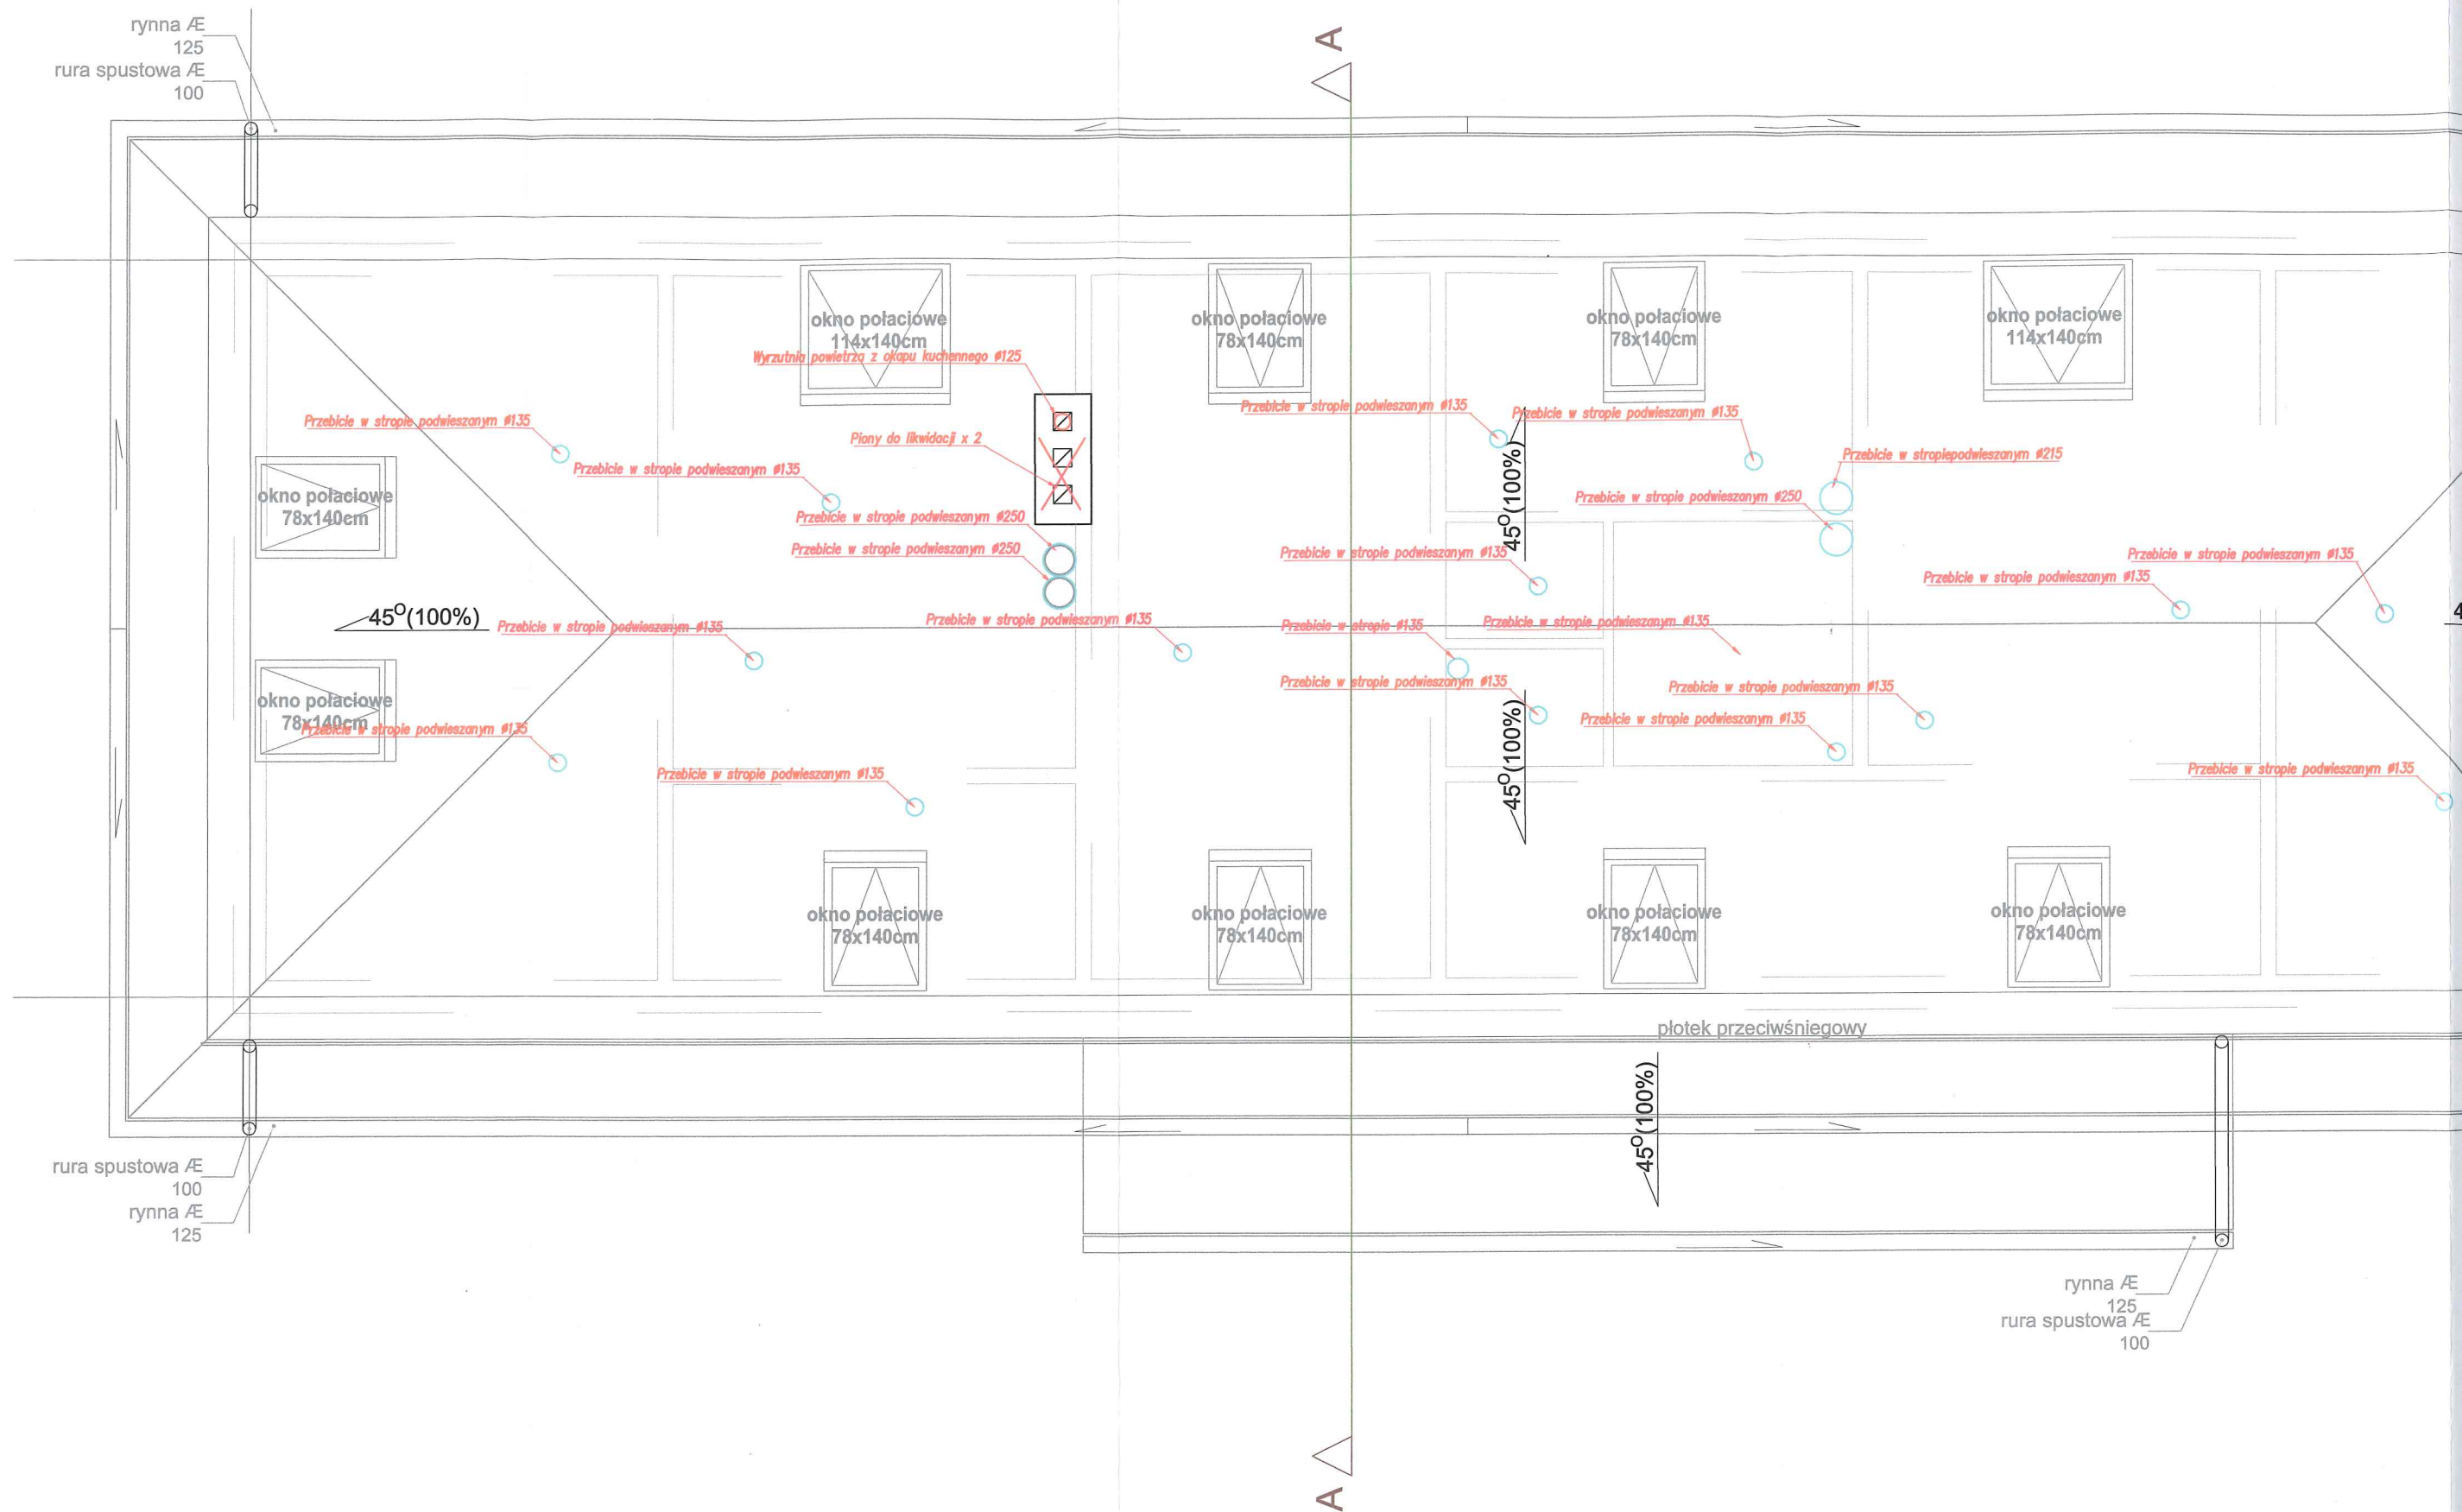 rynna Æ
125
rura spustowa Æ
100
A
okno połaciowe
114x140cm
okno połaciowe
78x140cm
okno połaciowe
78x140cm
okno połaciowe
114x140cm
Wyrzutnia powietrza z okapu kuchennego ø125
Przebicie w stropie podwieszanym ø135
Przebicie w stropie podwieszanym ø135
Przebicie w stropie podwieszanym ø135
Piony do likwidacji x 2
Przebicie w stropiepodwieszanym ø215
Przebicie w stropie podwieszanym ø135
45O(100%)
okno połaciowe
78x140cm
Przebicie w stropie podwieszanym ø250
Przebicie w stropie podwieszanym ø250
Przebicie w stropie podwieszanym ø250
Przebicie w stropie podwieszanym ø135
Przebicie w stropie podwieszanym ø135
Przebicie w stropie podwieszanym ø135
45O(100%)
Przebicie w stropie podwieszanym ø135
Przebicie w stropie podwieszanym ø135
Przebicie w stropie ø135
Przebicie w stropie podwieszanym ø135
4
okno połaciowe
78x140cm
Przebicie w stropie podwieszanym ø135
Przebicie w stropie podwieszanym ø135
Przebicie w stropie podwieszanym ø135
Przebicie w stropie podwieszanym ø135
45O(100%)
Przebicie w stropie podwieszanym ø135
Przebicie w stropie podwieszanym ø135
okno połaciowe
78x140cm
okno połaciowe
78x140cm
okno połaciowe
78x140cm
okno połaciowe
78x140cm
płotek przeciwśniegowy
45O(100%)
rura spustowa Æ
100
rynna Æ
125
rynna Æ
125
rura spustowa Æ
100
A